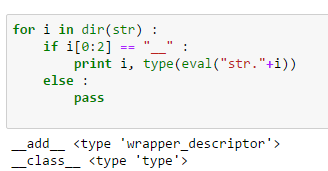 for i in dir(str) :
    if i[0:2] == "__" :
        print i, type(eval("str."+i))
    else :
        pass
__add__ <type 'wrapper_descriptor'>
__class__ <type 'type'>